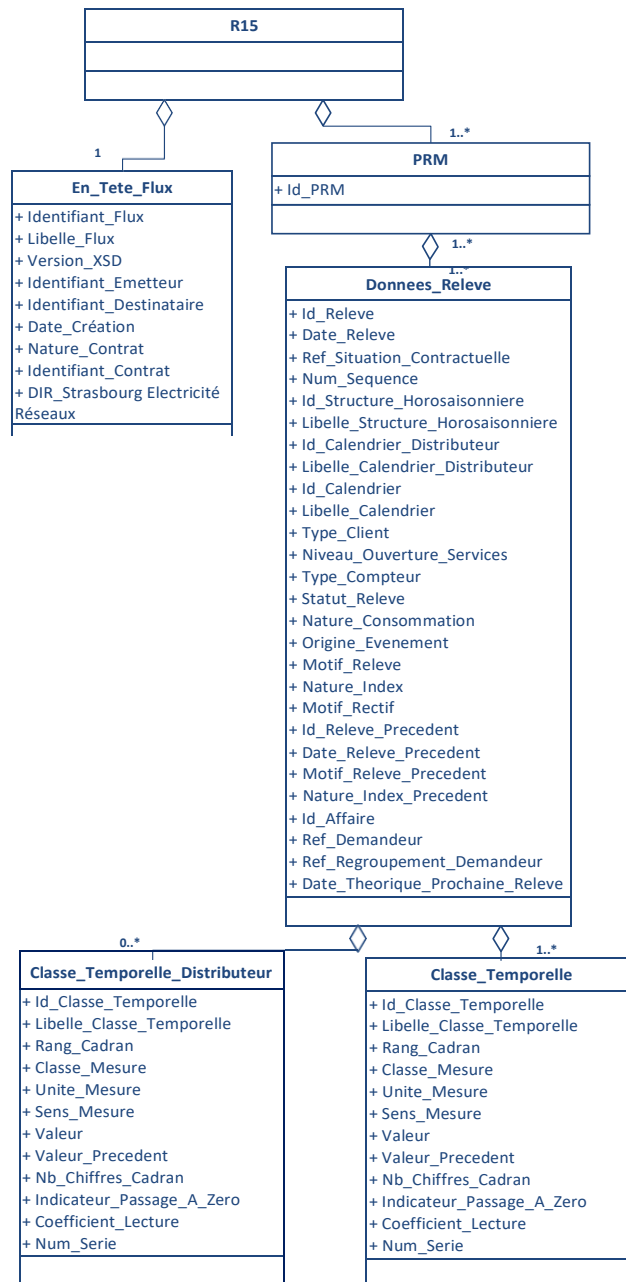 R15
1
1..*
En_Tete_Flux
+ Identifiant_Flux
+ Libelle_Flux
+ Version_XSD
+ Identifiant_Emetteur
+ Identifiant_Destinataire
+ Date_Création
+ Nature_Contrat
+ Identifiant_Contrat
+ DIR_Strasbourg Electricité
Réseaux
PRM
+ Id_PRM
1..*
1..*
Donnees_Releve
+ Id_Releve
+ Date_Releve
+ Ref_Situation_Contractuelle
+ Num_Sequence
+ Id_Structure_Horosaisonniere
+ Libelle_Structure_Horosaisonniere
+ Id_Calendrier_Distributeur
+ Libelle_Calendrier_Distributeur
+ Id_Calendrier
+ Libelle_Calendrier
+ Type_Client
+ Niveau_Ouverture_Services
+ Type_Compteur
+ Statut_Releve
+ Nature_Consommation
+ Origine_Evenement
+ Motif_Releve
+ Nature_Index
+ Motif_Rectif
+ Id_Releve_Precedent
+ Date_Releve_Precedent
+ Motif_Releve_Precedent
+ Nature_Index_Precedent
+ Id_Affaire
+ Ref_Demandeur
+ Ref_Regroupement_Demandeur
+ Date_Theorique_Prochaine_Releve
0..*
1..*
Classe_Temporelle_Distributeur
+ Id_Classe_Temporelle
+ Libelle_Classe_Temporelle
+ Rang_Cadran
+ Classe_Mesure
+ Unite_Mesure
+ Sens_Mesure
+ Valeur
+ Valeur_Precedent
+ Nb_Chiffres_Cadran
+ Indicateur_Passage_A_Zero
+ Coefficient_Lecture
+ Num_Serie
Classe_Temporelle
+ Id_Classe_Temporelle
+ Libelle_Classe_Temporelle
+ Rang_Cadran
+ Classe_Mesure
+ Unite_Mesure
+ Sens_Mesure
+ Valeur
+ Valeur_Precedent
+ Nb_Chiffres_Cadran
+ Indicateur_Passage_A_Zero
+ Coefficient_Lecture
+ Num_Serie